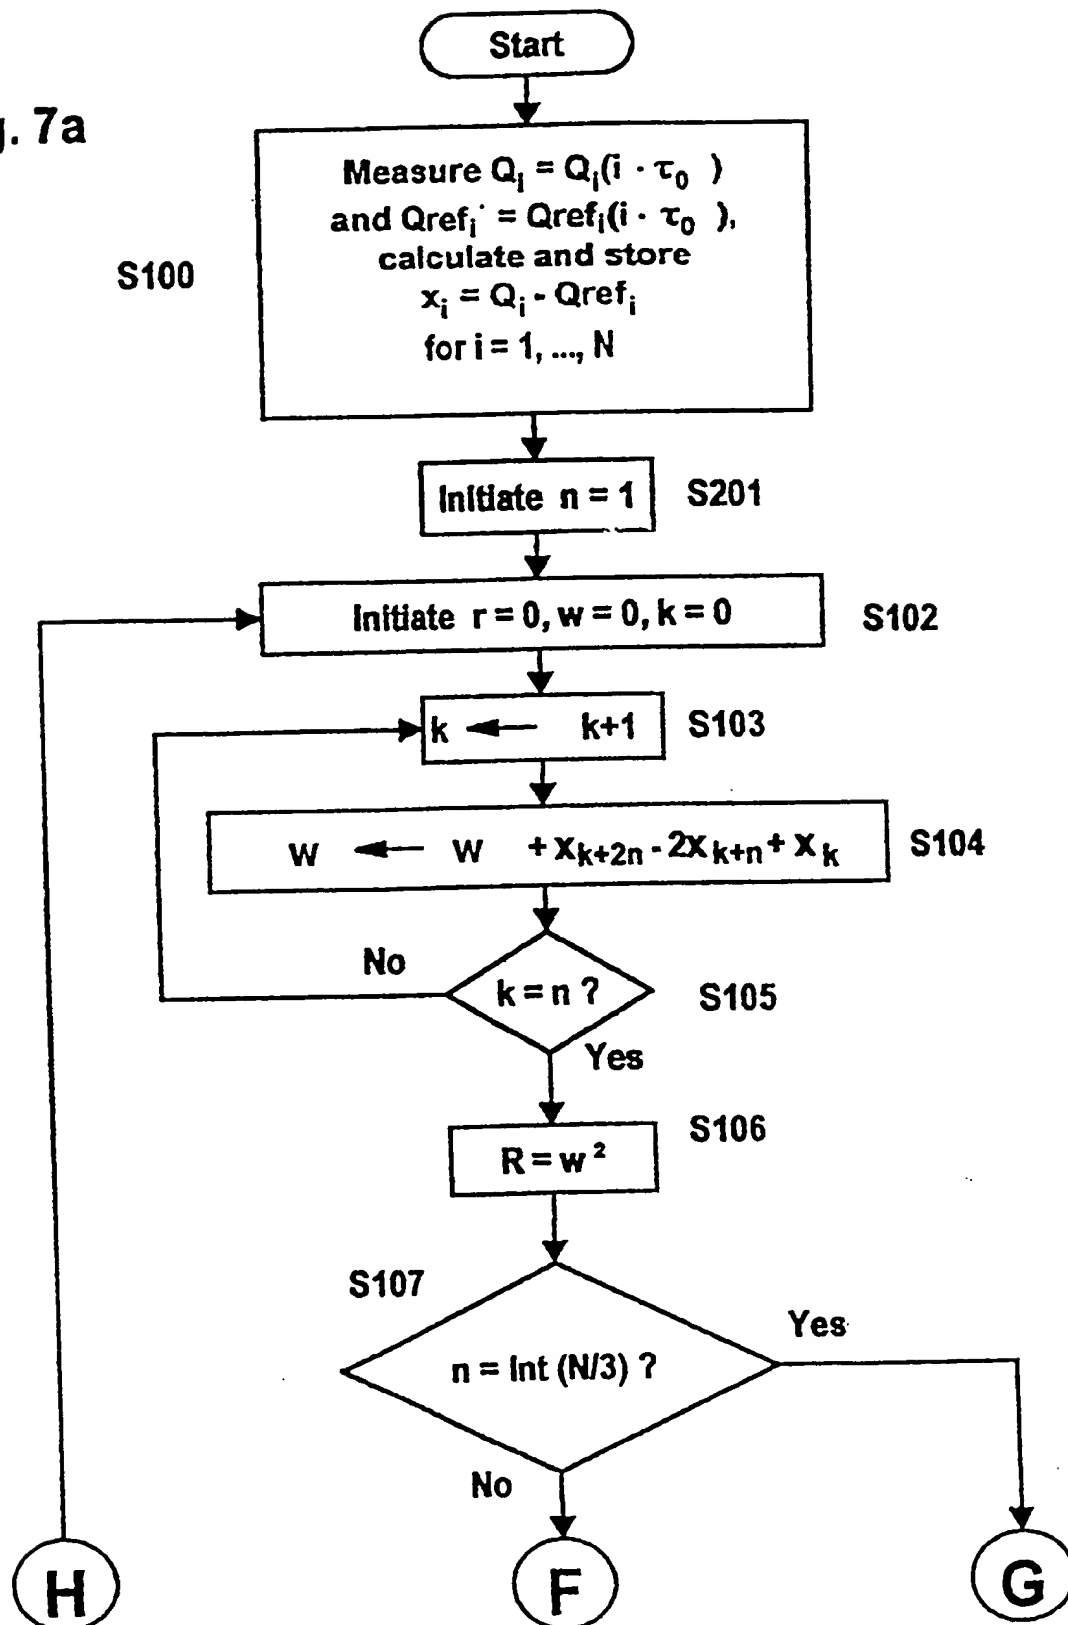 Start
g. 7a
Measure Qi = Qi(i · τ0 )
and Qrefi = Qrefi(i · τ0 ),
calculate and store
xi = Qi - Qrefi
for i = 1, ..., N
S100
Initiate n = 1
S201
Initiate r = 0, w = 0, k = 0
S102
k ← k+1
S103
w ← w + xk+2n - 2xk+n + xk
S104
No
k = n ?
S105
Yes
S106
R = w²
S107
Yes
n = Int (N/3) ?
No
H
F
G